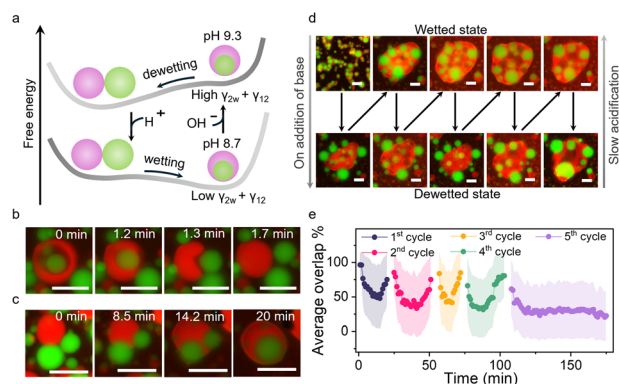 a
Free energy
pH 9.3
dewetting
High γ2w + γ12
H+
OH−
wetting
pH 8.7
Low γ2w + γ12
b
0 min
1.2 min
1.3 min
1.7 min
c
0 min
8.5 min
14.2 min
20 min
d
Wetted state
On addition of base
Slow acidification
Dewetted state
e
1st cycle
3rd cycle
5th cycle
2nd cycle
4th cycle
Average overlap %
100
50
0
0
50
100
150
Time (min)